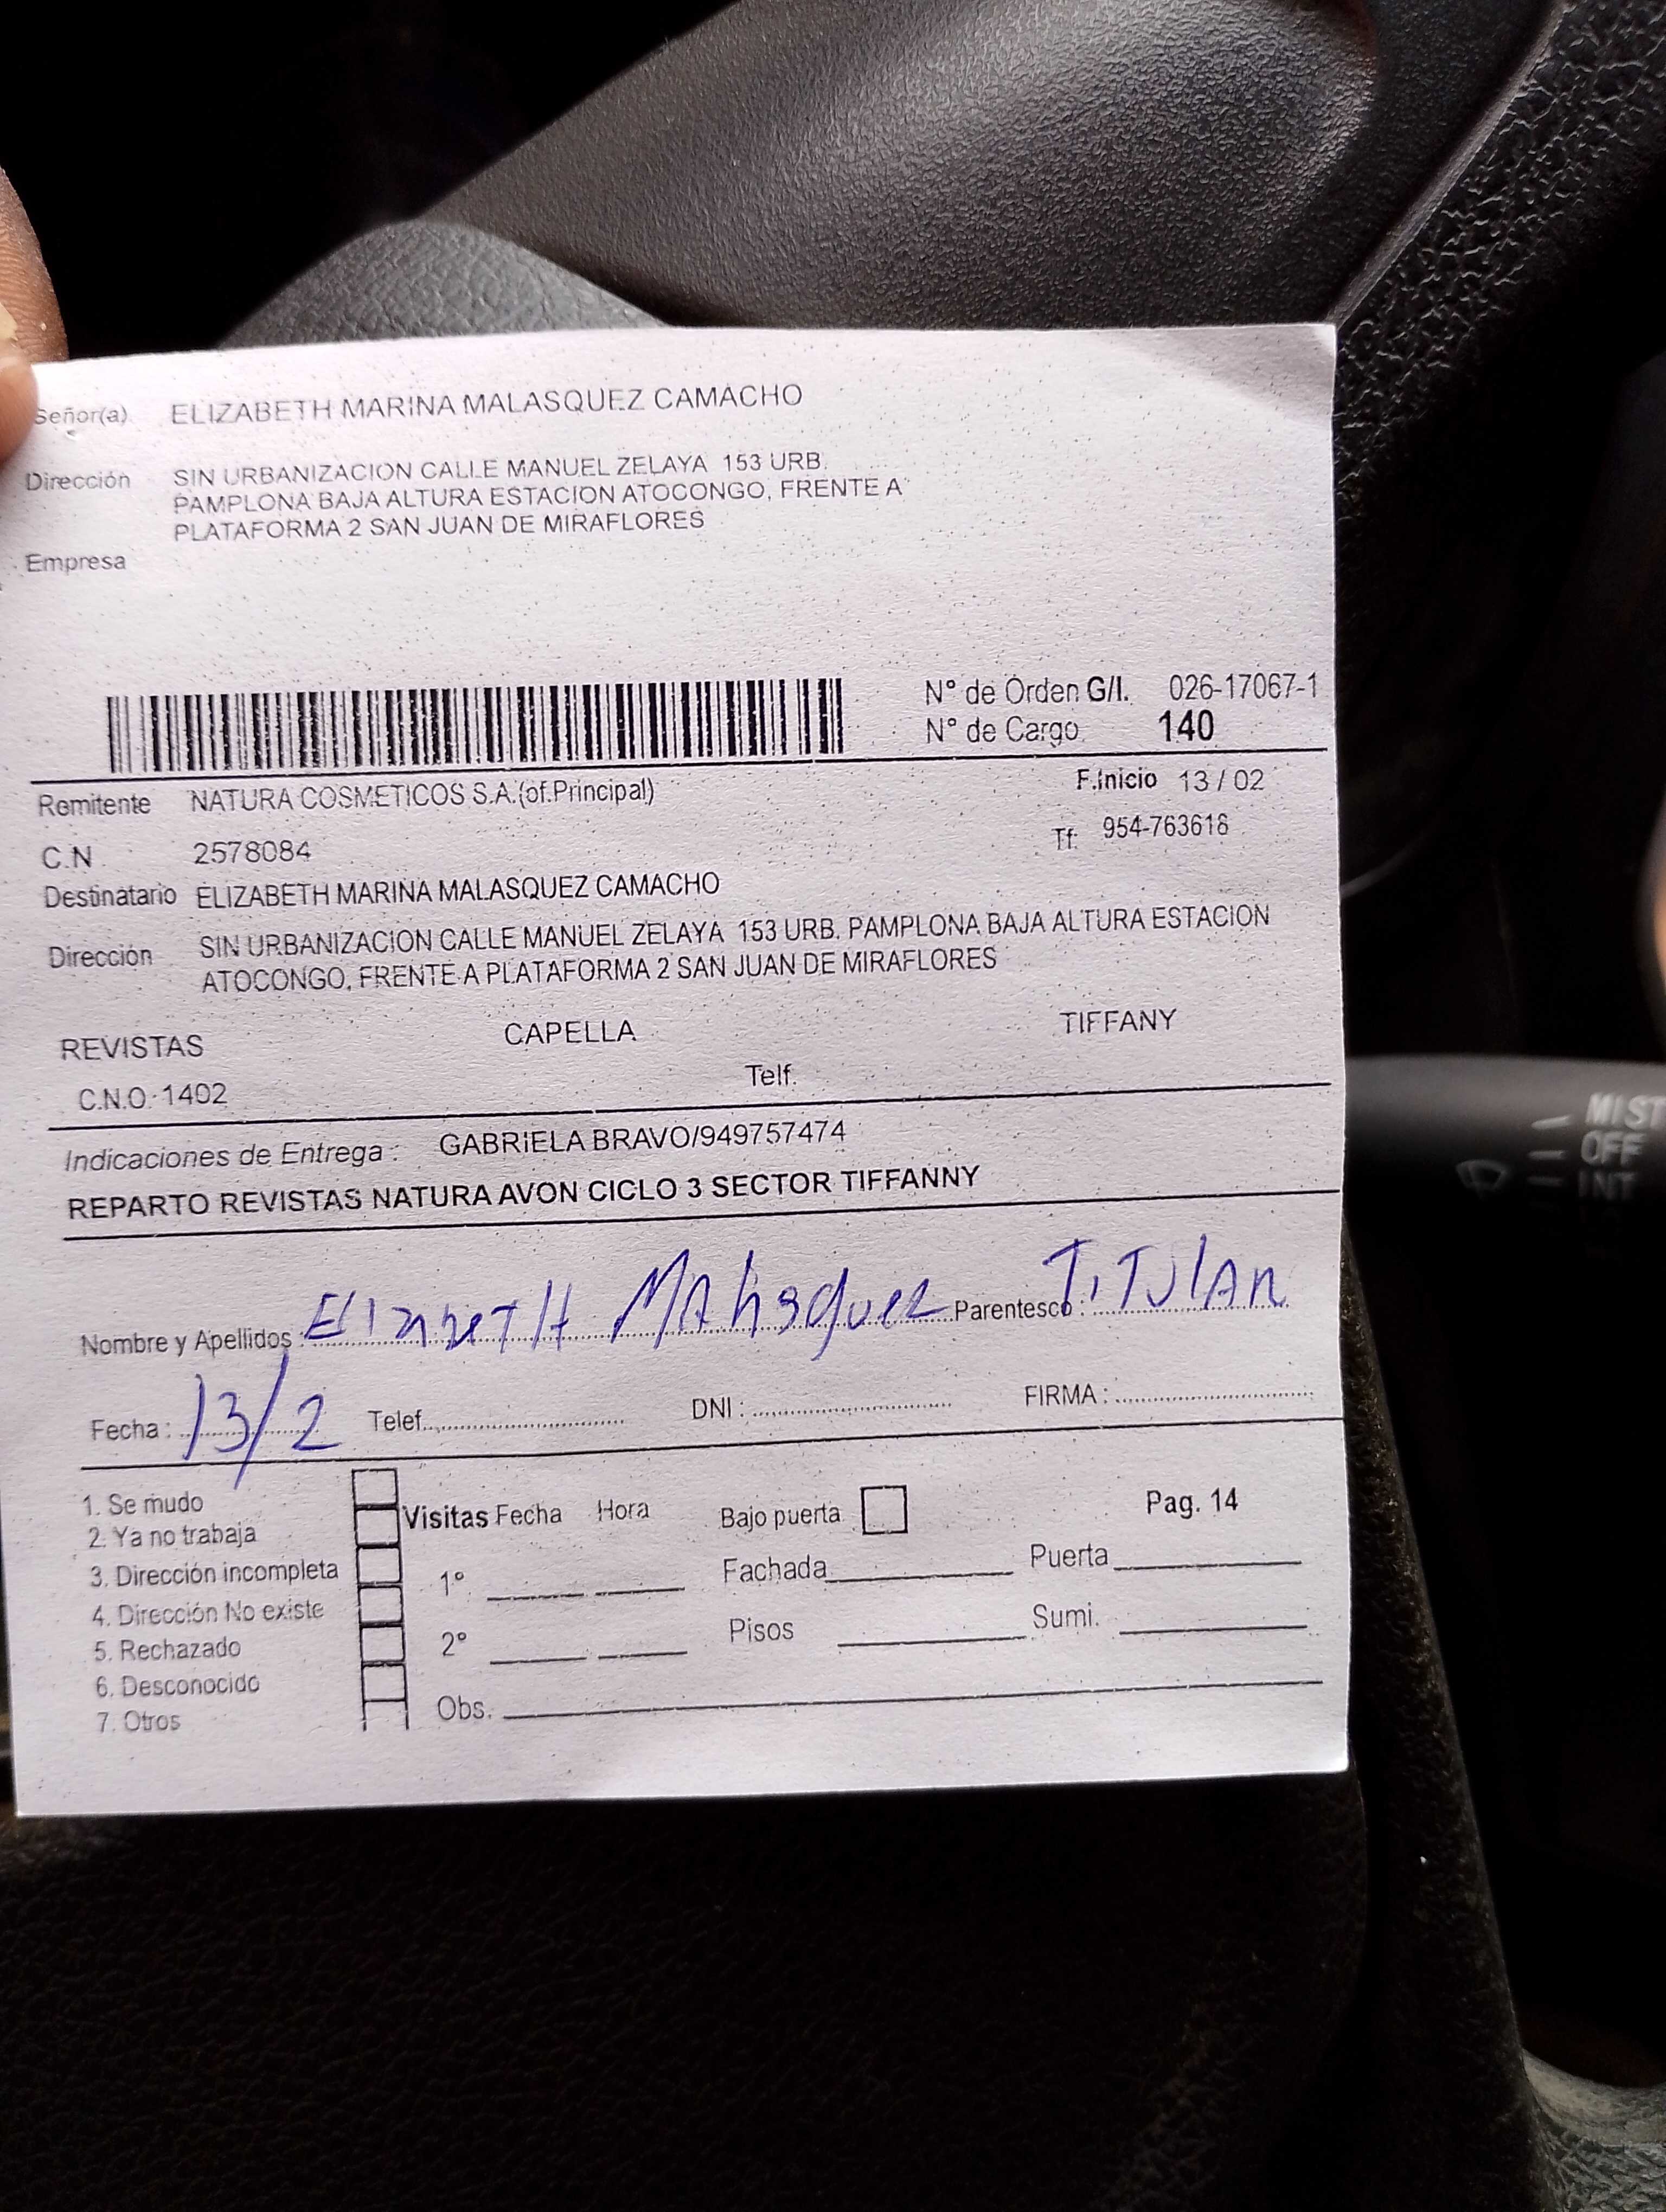 Señor(a) ELIZABETH MARINA MALASQUEZ CAMACHO
Dirección SIN URBANIZACION CALLE MANUEL ZELAYA 153 URB.
PAMPLONA BAJA ALTURA ESTACION ATOCONGO, FRENTE A
PLATAFORMA 2 SAN JUAN DE MIRAFLORES
Empresa
N° de Orden G/I. 026-17067-1
N° de Cargo 140
Remitente NATURA COSMETICOS S.A.(of.Principal) F.Inicio 13 / 02
C.N 2578084 Tf: 954-763618
Destinatario ELIZABETH MARINA MALASQUEZ CAMACHO
Dirección SIN URBANIZACION CALLE MANUEL ZELAYA 153 URB. PAMPLONA BAJA ALTURA ESTACION
ATOCONGO, FRENTE A PLATAFORMA 2 SAN JUAN DE MIRAFLORES
REVISTAS CAPELLA TIFFANY
C.N.O: 1402 Telf.
Indicaciones de Entrega : GABRIELA BRAVO/949757474
REPARTO REVISTAS NATURA AVON CICLO 3 SECTOR TIFFANNY
Nombre y Apellidos : Elizabeth Malasquez Parentesco : TiTulAR
Fecha : 13/2 Telef. DNI : FIRMA :
1. Se mudo
2. Ya no trabaja
3. Dirección incompleta
4. Dirección No existe
5. Rechazado
6. Desconocido
7. Otros
Visitas Fecha Hora Bajo puerta Pag. 14
1° Fachada Puerta
2° Pisos Sumi.
Obs.
MIST
OFF
INT